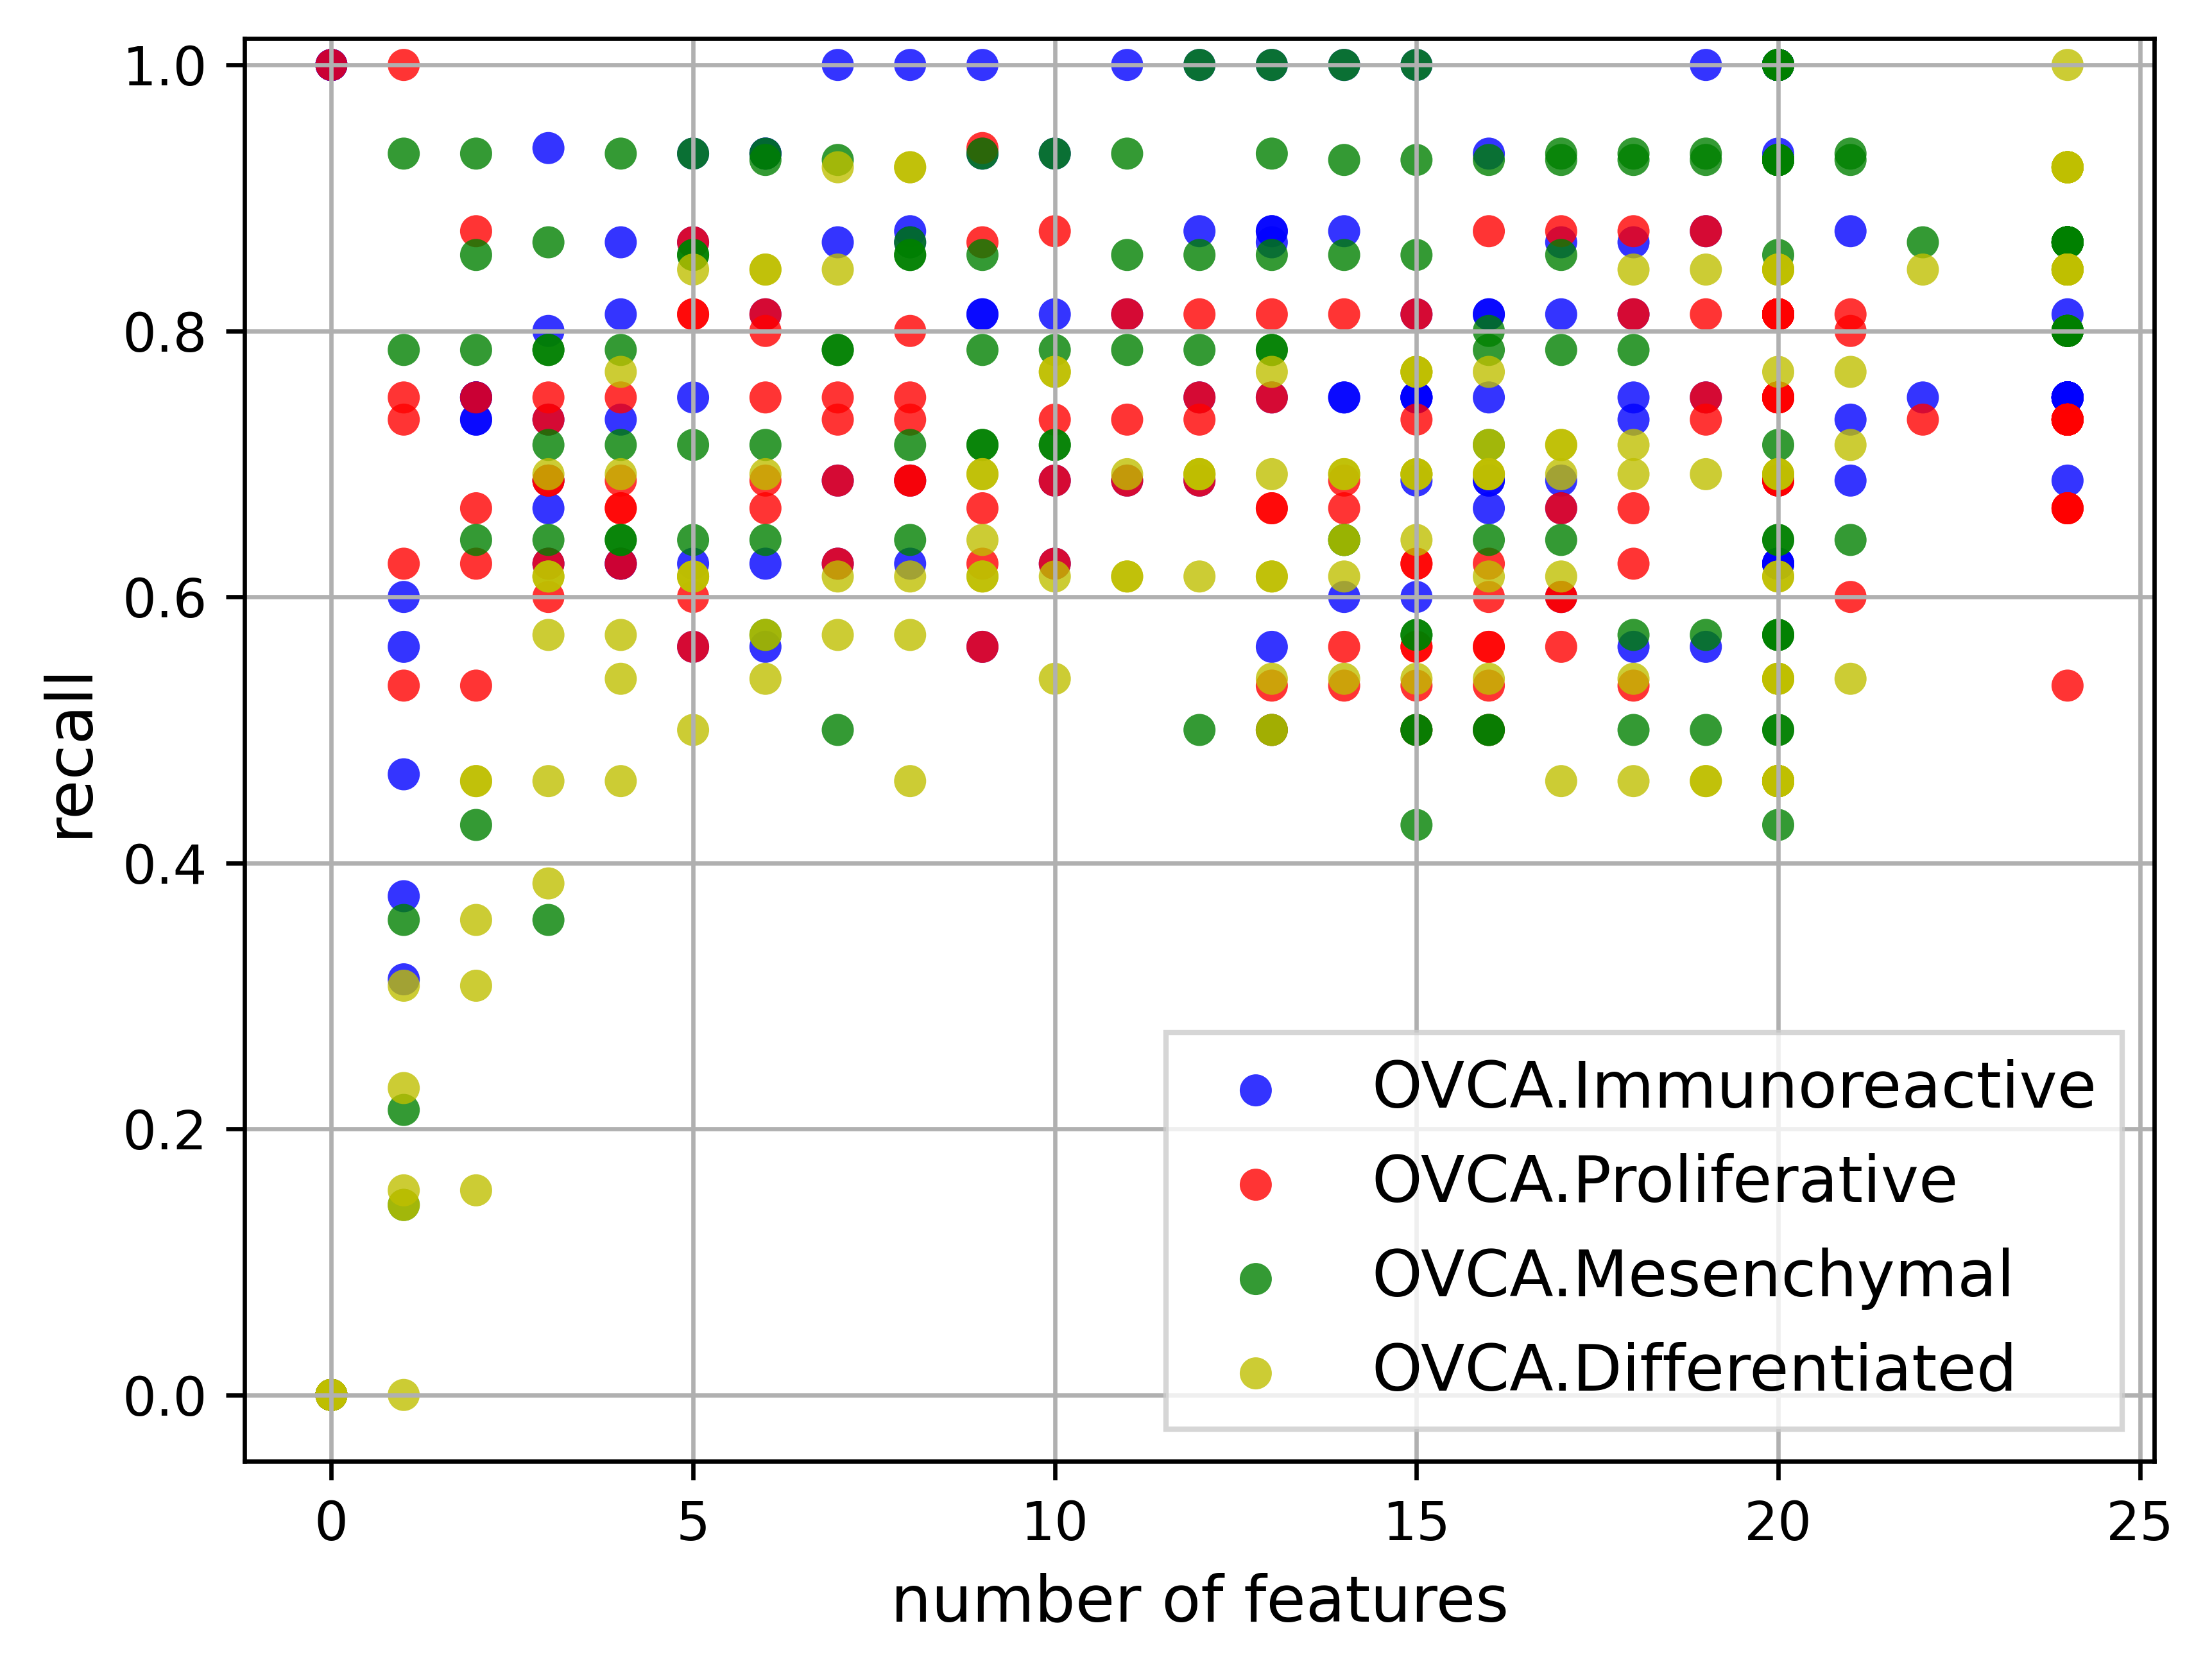 1.0
0.8
0.6
0.4
0.2
0.0
recall
OVCA.Immunoreactive
OVCA.Proliferative
OVCA.Mesenchymal
OVCA.Differentiated
0 5 10 15 20 25
number of features